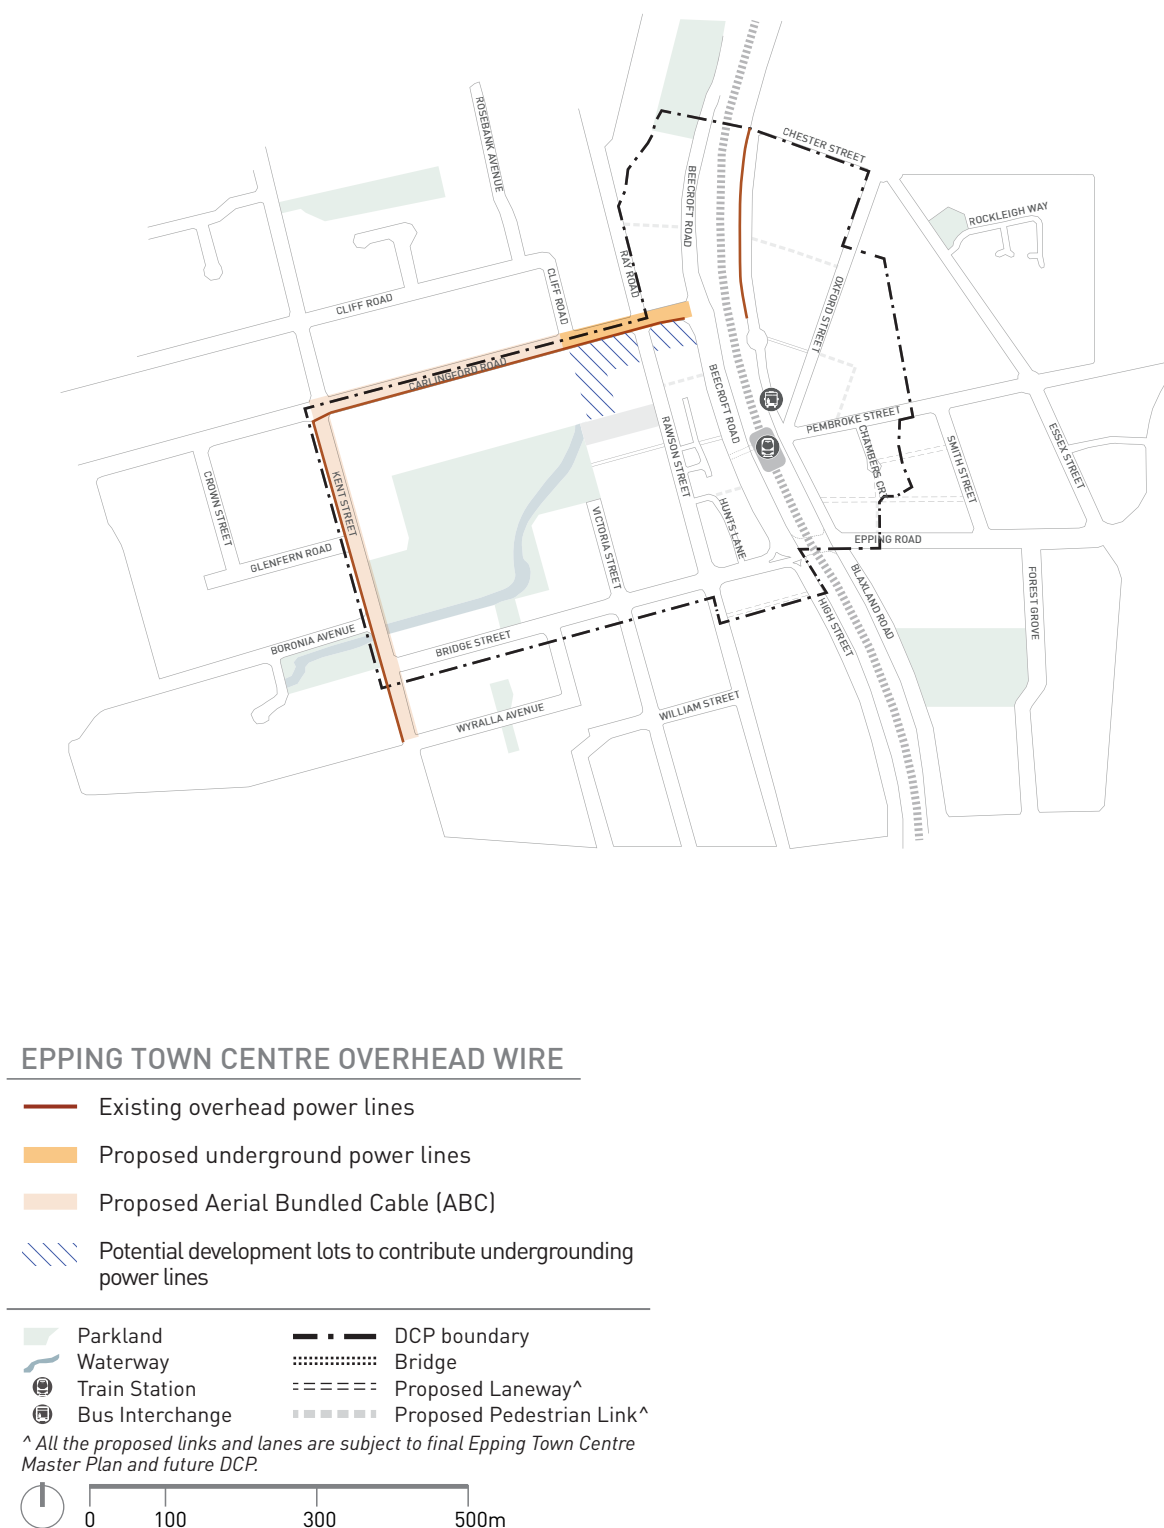 ROSEBANK AVENUE
CHESTER STREET
BEECROFT ROAD
ROCKLEIGH WAY
RAY ROAD
CLIFF ROAD
CLIFF ROAD
OXFORD STREET
CARLINGFORD ROAD
BEECROFT ROAD
PEMBROKE STREET
RAWSON STREET
CHAMBERS CR
SMITH STREET
ESSEX STREET
CROWN STREET
KENT STREET
HUNTS LANE
VICTORIA STREET
EPPING ROAD
GLENFERN ROAD
BLAXLAND ROAD
FOREST GROVE
HIGH STREET
BORONIA AVENUE
BRIDGE STREET
WILLIAM STREET
WYRALLA AVENUE
EPPING TOWN CENTRE OVERHEAD WIRE
Existing overhead power lines
Proposed underground power lines
Proposed Aerial Bundled Cable (ABC)
Potential development lots to contribute undergrounding
power lines
Parkland
Waterway
Train Station
Bus Interchange
DCP boundary
Bridge
Proposed Laneway^
Proposed Pedestrian Link^
^ All the proposed links and lanes are subject to final Epping Town Centre
Master Plan and future DCP.
0 100 300 500m